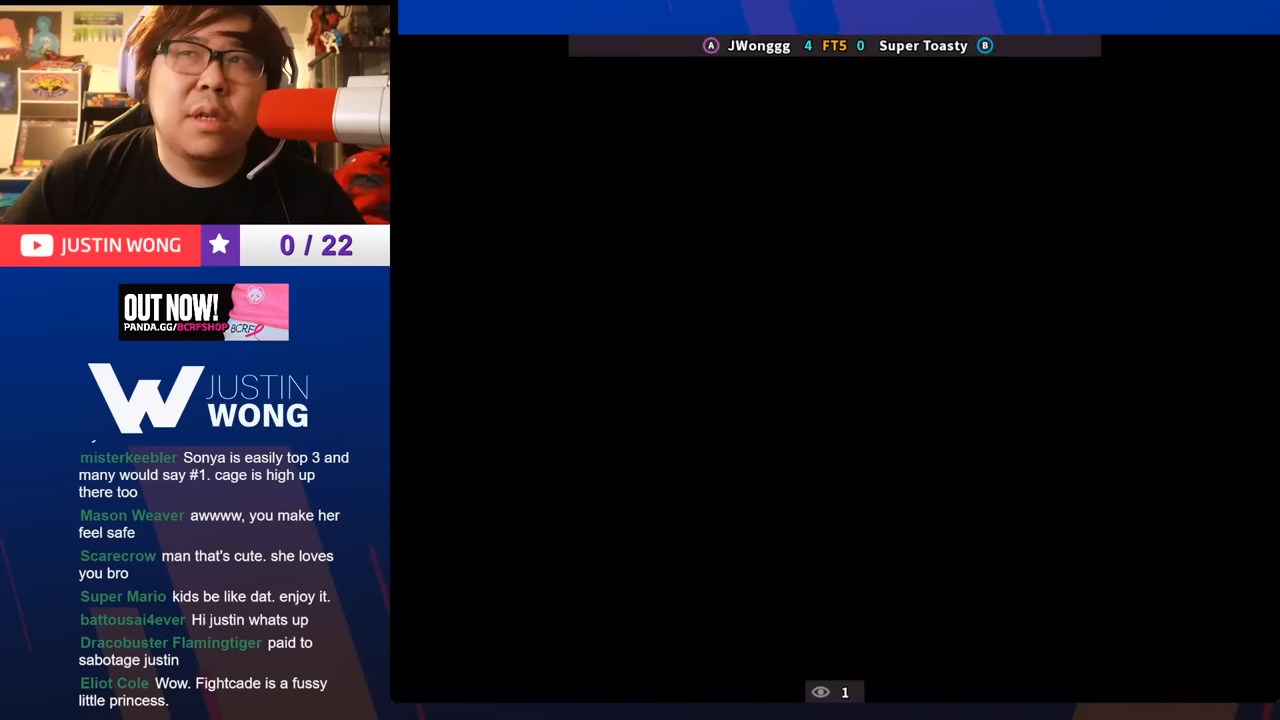 A JWonggg 4 FT5 0 Super Toasty B
JUSTIN WONG
0 / 22
OUT NOW!
PANDA.GG/BCRFSHOP
BCRF
JUSTIN
WONG
misterkeebler Sonya is easily top 3 and
many would say #1. cage is high up
there too
Mason Weaver awwww, you make her
feel safe
Scarecrow man that's cute. she loves
you bro
Super Mario kids be like dat. enjoy it.
battousai4ever Hi justin whats up
Dracobuster Flamingtiger paid to
sabotage justin
Eliot Cole Wow. Fightcade is a fussy
little princess.
1